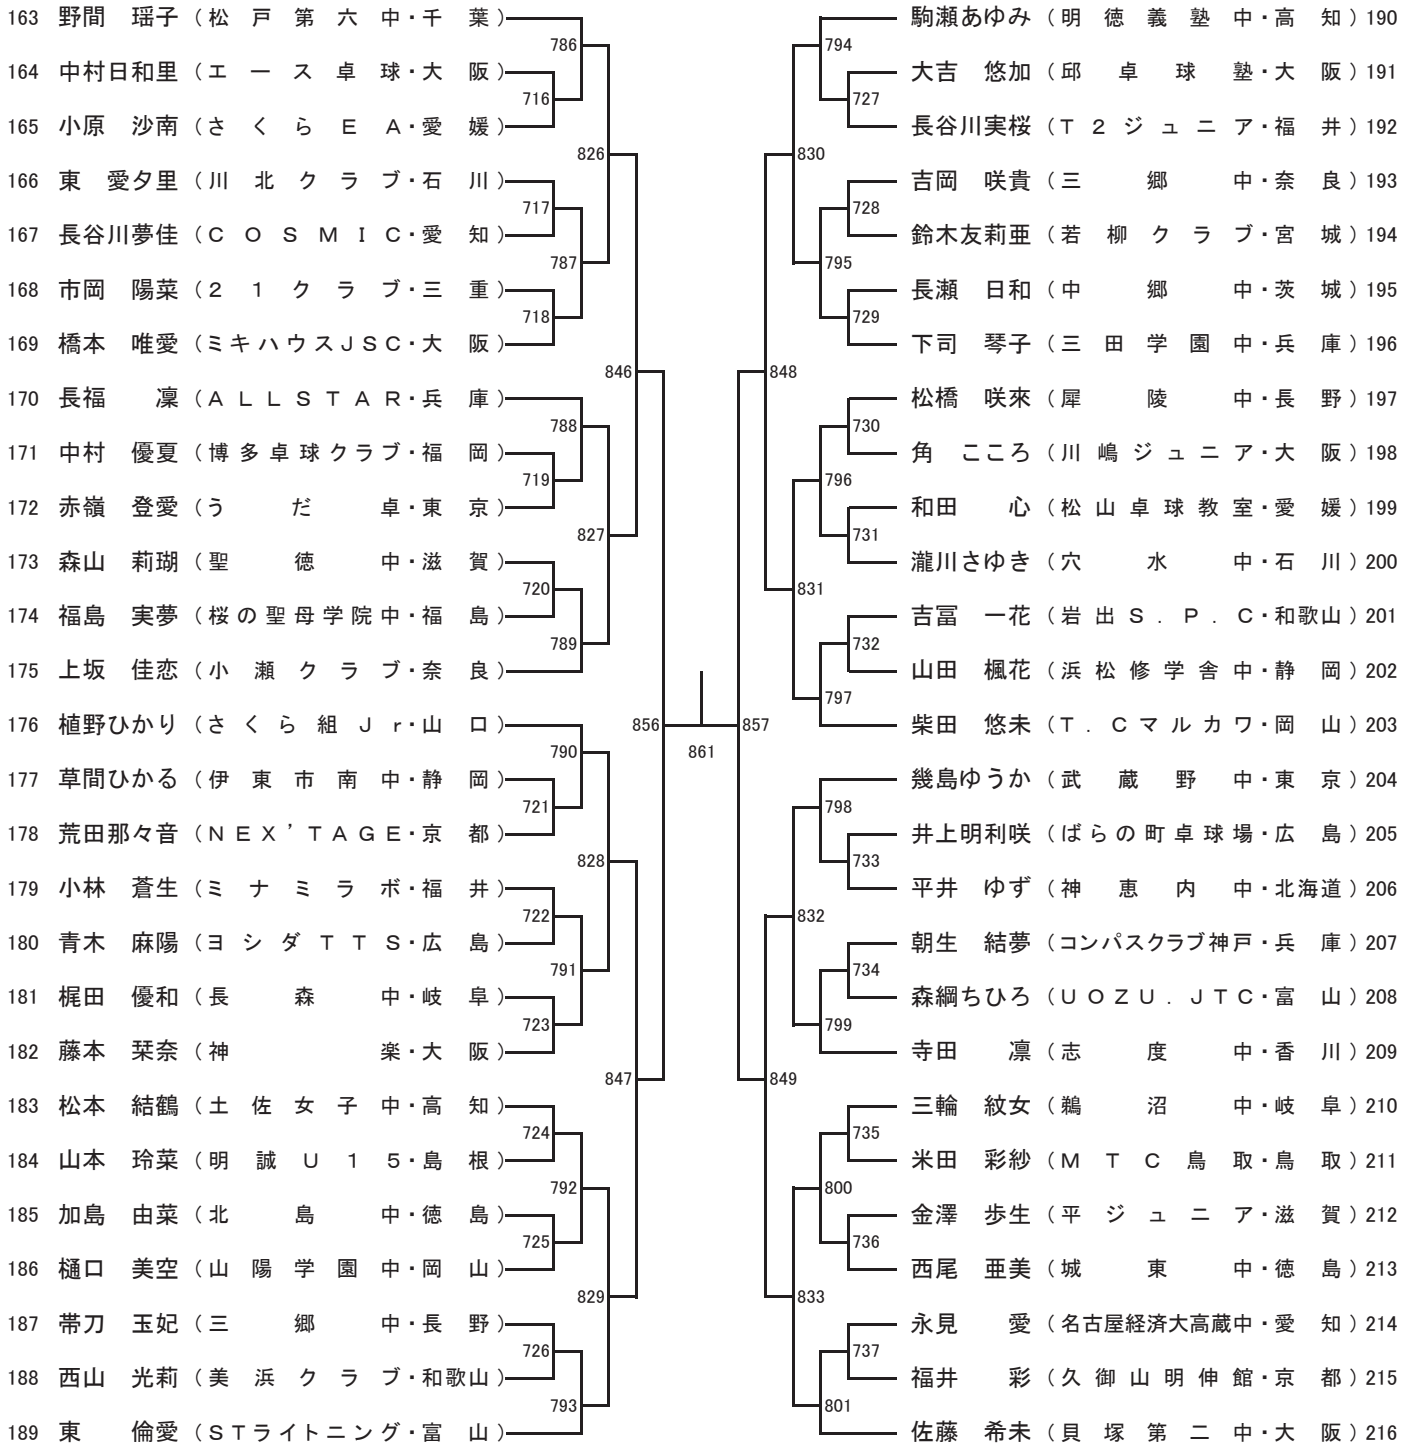 163 野間 瑶子 (松戸第六中・千葉)
786
164 中村日和里 (エース卓球・大阪)
716
165 小原 沙南 (さくらEA・愛媛)
826
166 東 愛夕里 (川北クラブ・石川)
717
167 長谷川夢佳 (COSMIC・愛知)
787
168 市岡 陽菜 (21クラブ・三重)
718
169 橋本 唯愛 (ミキハウスJSC・大阪)
846
170 長福 凜 (ALLSTAR・兵庫)
788
171 中村 優夏 (博多卓球クラブ・福岡)
719
172 赤嶺 登愛 (うだ卓・東京)
827
173 森山 莉瑚 (聖徳中・滋賀)
720
174 福島 実夢 (桜の聖母学院中・福島)
789
175 上坂 佳恋 (小瀬クラブ・奈良)
176 植野ひかり (さくら組Jr・山口)
856
790
177 草間ひかる (伊東市南中・静岡)
721
178 荒田那々音 (NEX'TAGE・京都)
828
179 小林 蒼生 (ミナミラボ・福井)
722
180 青木 麻陽 (ヨシダTTS・広島)
791
181 梶田 優和 (長森中・岐阜)
723
182 藤本 栞奈 (神楽・大阪)
847
183 松本 結鶴 (土佐女子中・高知)
724
184 山本 玲菜 (明誠U15・島根)
792
185 加島 由菜 (北島中・徳島)
725
186 樋口 美空 (山陽学園中・岡山)
829
187 帯刀 玉妃 (三郷中・長野)
726
188 西山 光莉 (美浜クラブ・和歌山)
793
189 東 倫愛 (STライトニング・富山)
861
駒瀬あゆみ (明徳義塾中・高知) 190
794
大吉 悠加 (邱卓球塾・大阪) 191
727
長谷川実桜 (T2ジュニア・福井) 192
830
吉岡 咲貴 (三郷中・奈良) 193
728
鈴木友莉亜 (若柳クラブ・宮城) 194
795
長瀬 日和 (中郷中・茨城) 195
729
下司 琴子 (三田学園中・兵庫) 196
848
松橋 咲來 (犀陵中・長野) 197
730
角 こころ (川嶋ジュニア・大阪) 198
796
和田 心 (松山卓球教室・愛媛) 199
731
瀧川さゆき (穴水中・石川) 200
831
吉冨 一花 (岩出S.P.C・和歌山) 201
732
山田 楓花 (浜松修学舎中・静岡) 202
797
柴田 悠未 (T.Cマルカワ・岡山) 203
857
幾島ゆうか (武蔵野中・東京) 204
798
井上明利咲 (ばらの町卓球場・広島) 205
733
平井 ゆず (神恵内中・北海道) 206
832
朝生 結夢 (コンパスクラブ神戸・兵庫) 207
734
森綱ちひろ (UOZU.JTC・富山) 208
799
寺田 凛 (志度中・香川) 209
849
三輪 紋女 (鵜沼中・岐阜) 210
735
米田 彩紗 (MTC鳥取・鳥取) 211
800
金澤 歩生 (平ジュニア・滋賀) 212
736
西尾 亜美 (城東中・徳島) 213
833
永見 愛 (名古屋経済大高蔵中・愛知) 214
737
福井 彩 (久御山明伸館・京都) 215
801
佐藤 希未 (貝塚第二中・大阪) 216